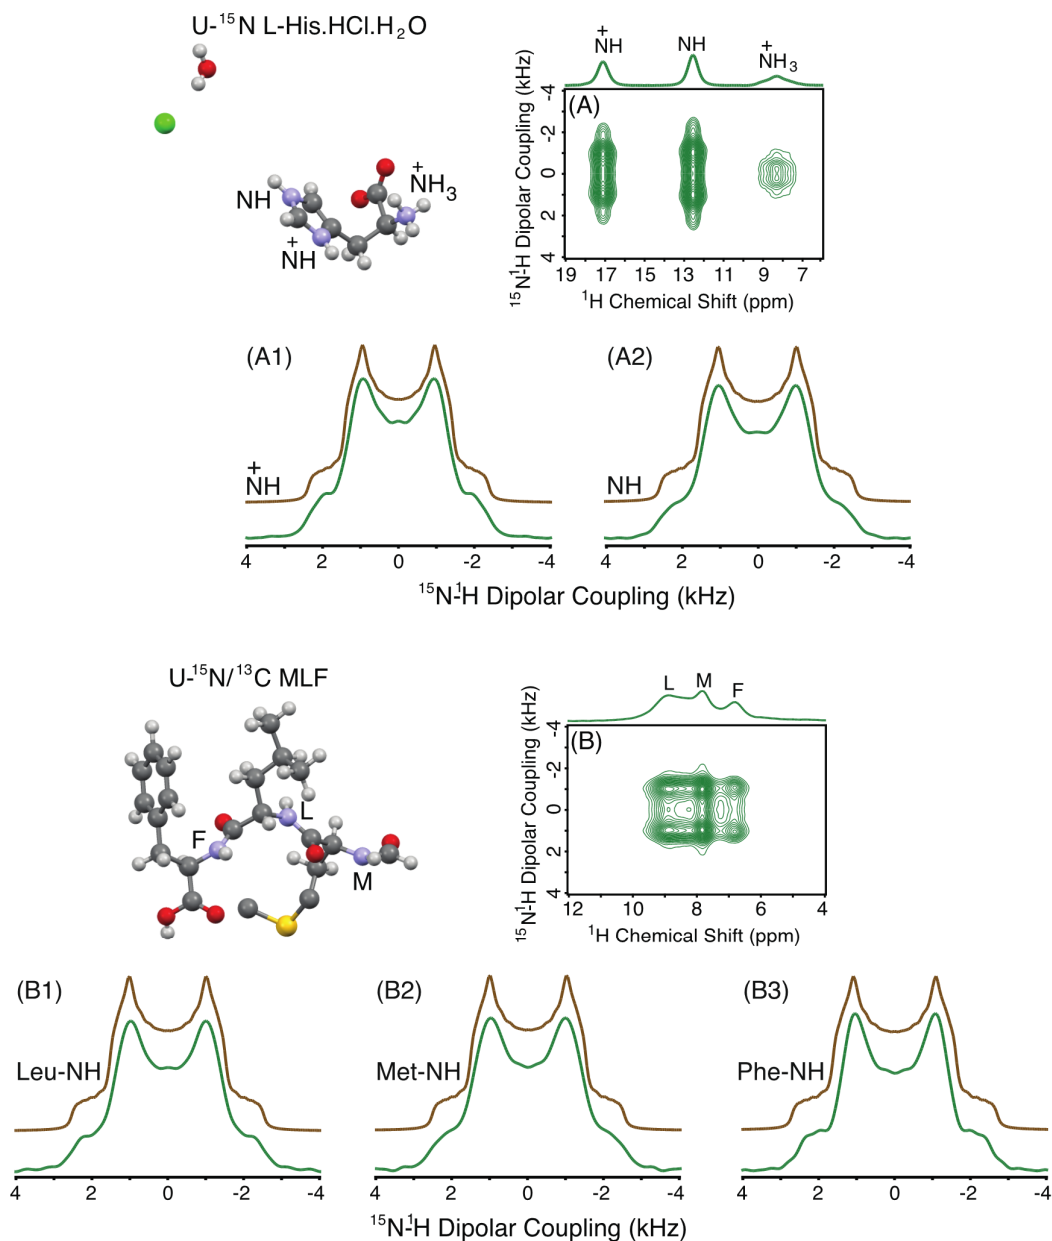 U-¹⁵N L-His.HCl.H₂O
NH⁺
NH
NH⁺
NH₃⁺
NH⁺ NH NH₃⁺
(A)
¹⁵N-¹H Dipolar Coupling (kHz)
-4 -2 0 2 4
19 17 15 13 11 9 7
¹H Chemical Shift (ppm)
(A1)
NH⁺
4 2 0 -2 -4
(A2)
NH
4 2 0 -2 -4
¹⁵N-¹H Dipolar Coupling (kHz)
U-¹⁵N/¹³C MLF
F
L
M
L M F
(B)
¹⁵N-¹H Dipolar Coupling (kHz)
-4 -2 0 2 4
12 10 8 6 4
¹H Chemical Shift (ppm)
(B1)
Leu-NH
4 2 0 -2 -4
(B2)
Met-NH
4 2 0 -2 -4
(B3)
Phe-NH
4 2 0 -2 -4
¹⁵N-¹H Dipolar Coupling (kHz)